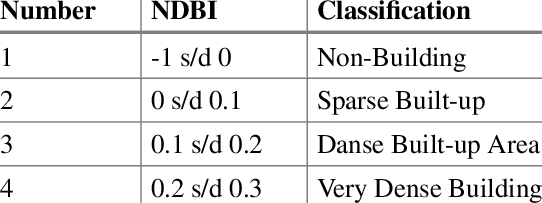 Number NDBI Classification
1 -1 s/d 0 Non-Building
2 0 s/d 0.1 Sparse Built-up
3 0.1 s/d 0.2 Danse Built-up Area
4 0.2 s/d 0.3 Very Dense Building